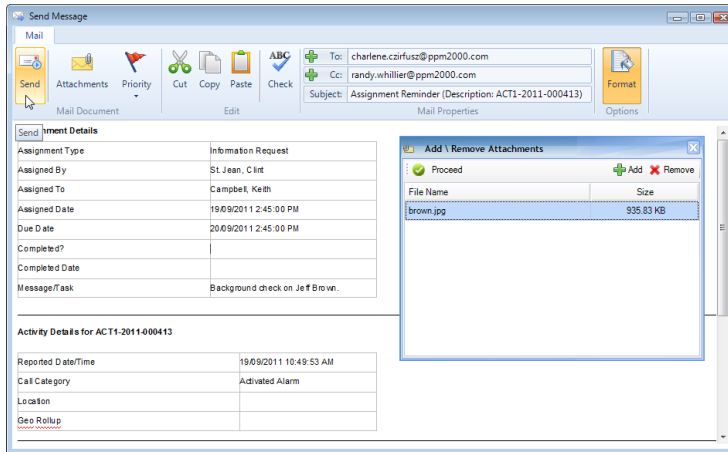 Send Message
Mail
Send
Attachments
Priority
Cut
Copy
Paste
ABC
Check
To: charlene.czirfusz@ppm2000.com
Cc: randy.whillier@ppm2000.com
Subject: Assignment Reminder (Description: ACT1-2011-000413)
Format
Mail Document
Edit
Mail Properties
Options
Send
nment Details
Assignment Type Information Request
Assigned By St. Jean, Clint
Assigned To Campbell, Keith
Assigned Date 19/09/2011 2:45:00 PM
Due Date 20/09/2011 2:45:00 PM
Completed?
Completed Date
Message/Task Background check on Jeff Brown.
Add \ Remove Attachments
Proceed Add Remove
File Name Size
brown.jpg 935.83 KB
Activity Details for ACT1-2011-000413
Reported Date/Time 19/09/2011 10:49:53 AM
Call Category Activated Alarm
Location
Geo Rollup